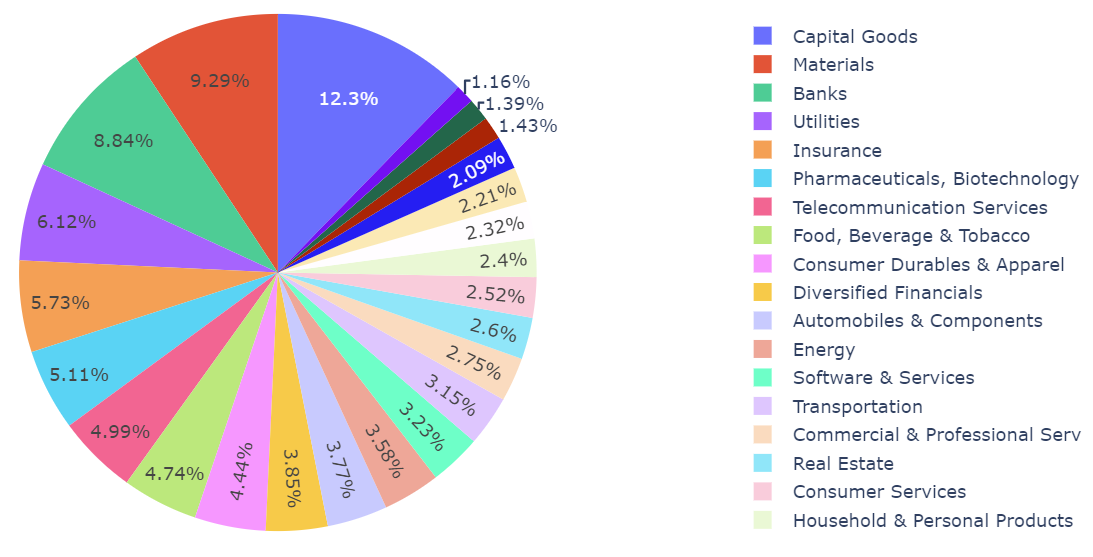 12.3%
1.16%
1.39%
1.43%
2.09%
2.21%
2.32%
2.4%
2.52%
2.6%
2.75%
3.15%
3.23%
3.58%
3.77%
3.85%
4.44%
4.74%
4.99%
5.11%
5.73%
6.12%
8.84%
9.29%
Capital Goods
Materials
Banks
Utilities
Insurance
Pharmaceuticals, Biotechnology
Telecommunication Services
Food, Beverage & Tobacco
Consumer Durables & Apparel
Diversified Financials
Automobiles & Components
Energy
Software & Services
Transportation
Commercial & Professional Serv
Real Estate
Consumer Services
Household & Personal Products